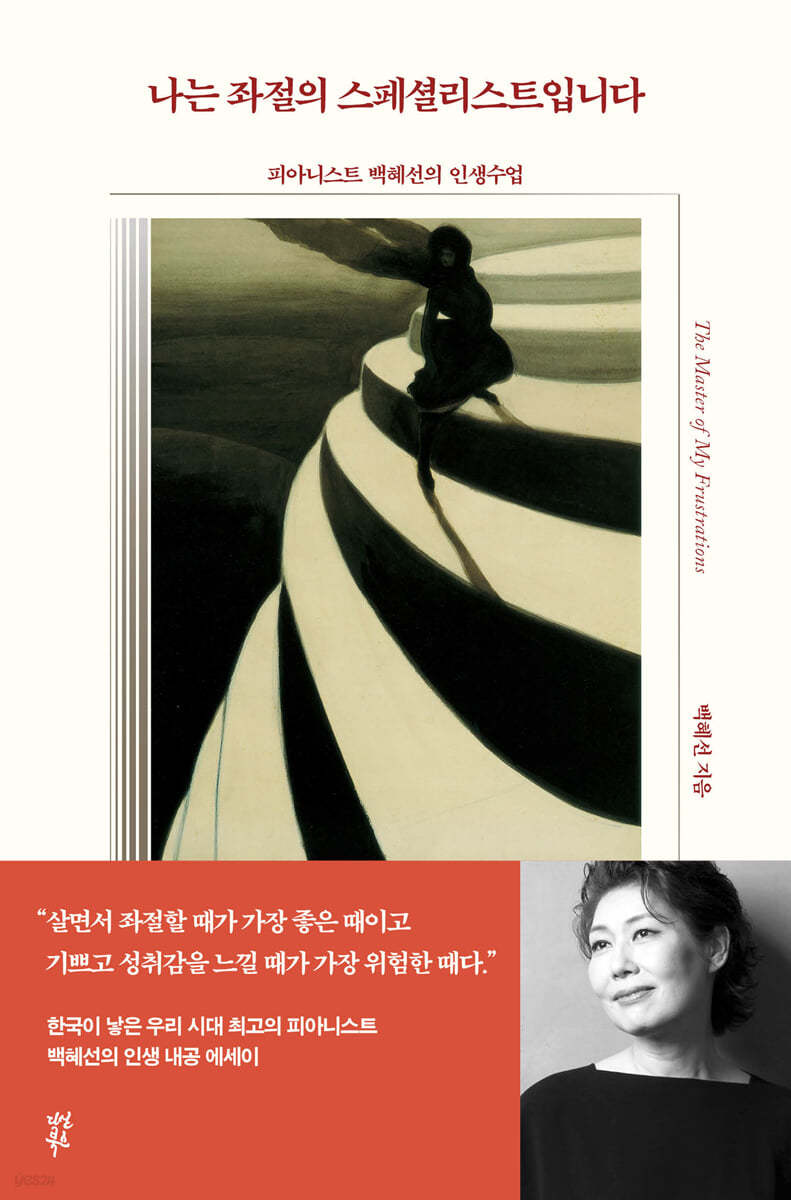 나는 좌절의 스페셜리스트입니다
피아니스트 백혜선의 인생수업
The Master of My Frustrations
백혜선 지음
“살면서 좌절할 때가 가장 좋은 때이고
기쁘고 성취감을 느낄 때가 가장 위험한 때다.”
한국이 낳은 우리 시대 최고의 피아니스트
백혜선의 인생 내공 에세이
다산
북스
yes24